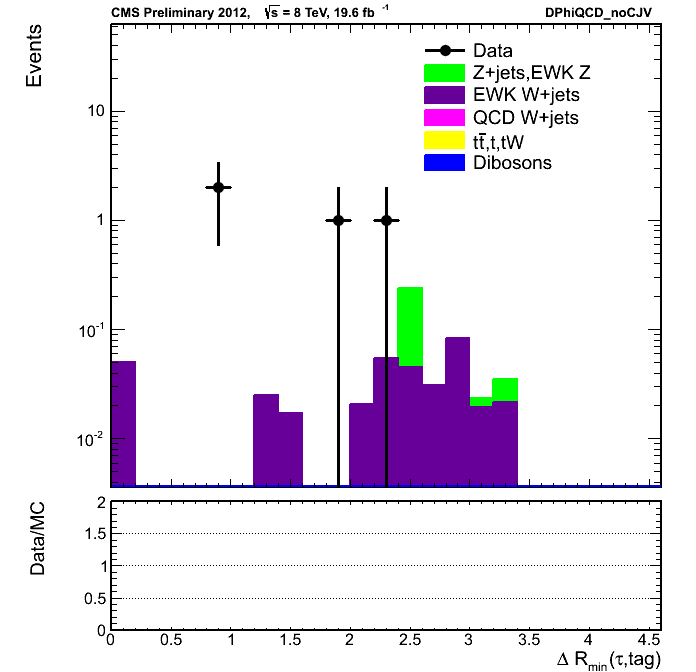 CMS Preliminary 2012, √s = 8 TeV, 19.6 fb⁻¹ DPhiQCD_noCJV
Events
Data
Z+jets,EWK Z
EWK W+jets
QCD W+jets
tt̅,t,tW
Dibosons
10
1
10⁻¹
10⁻²
Data/MC
2
1.5
1
0.5
0
0 0.5 1 1.5 2 2.5 3 3.5 4 4.5
Δ R_min(τ,tag)